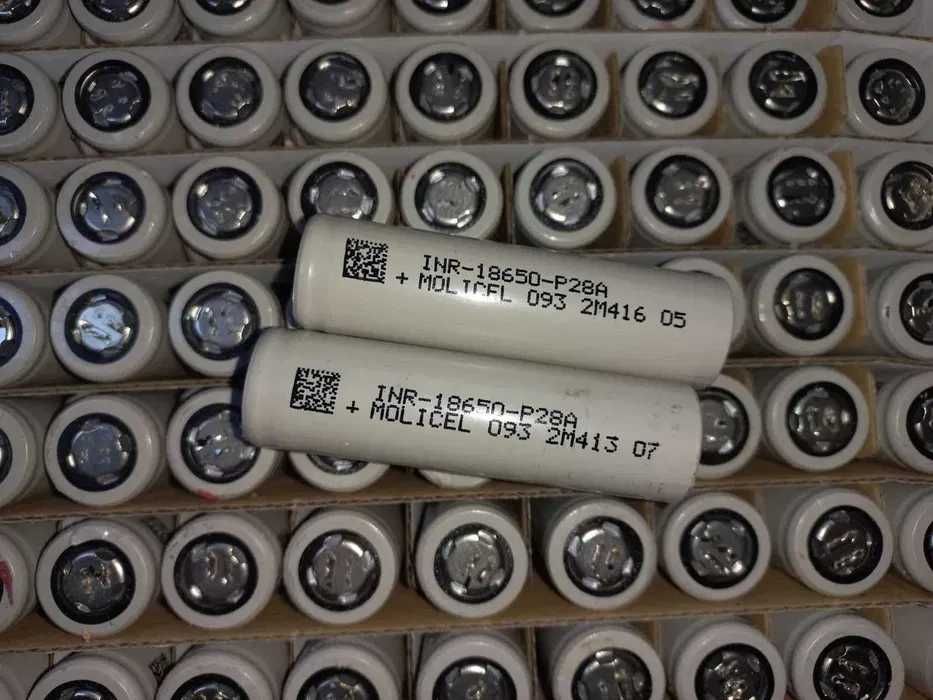 INR-18650-P28A
+ MOLICEL 093 2M416 05
INR-18650-P28A
+ MOLICEL 093 2M413 07